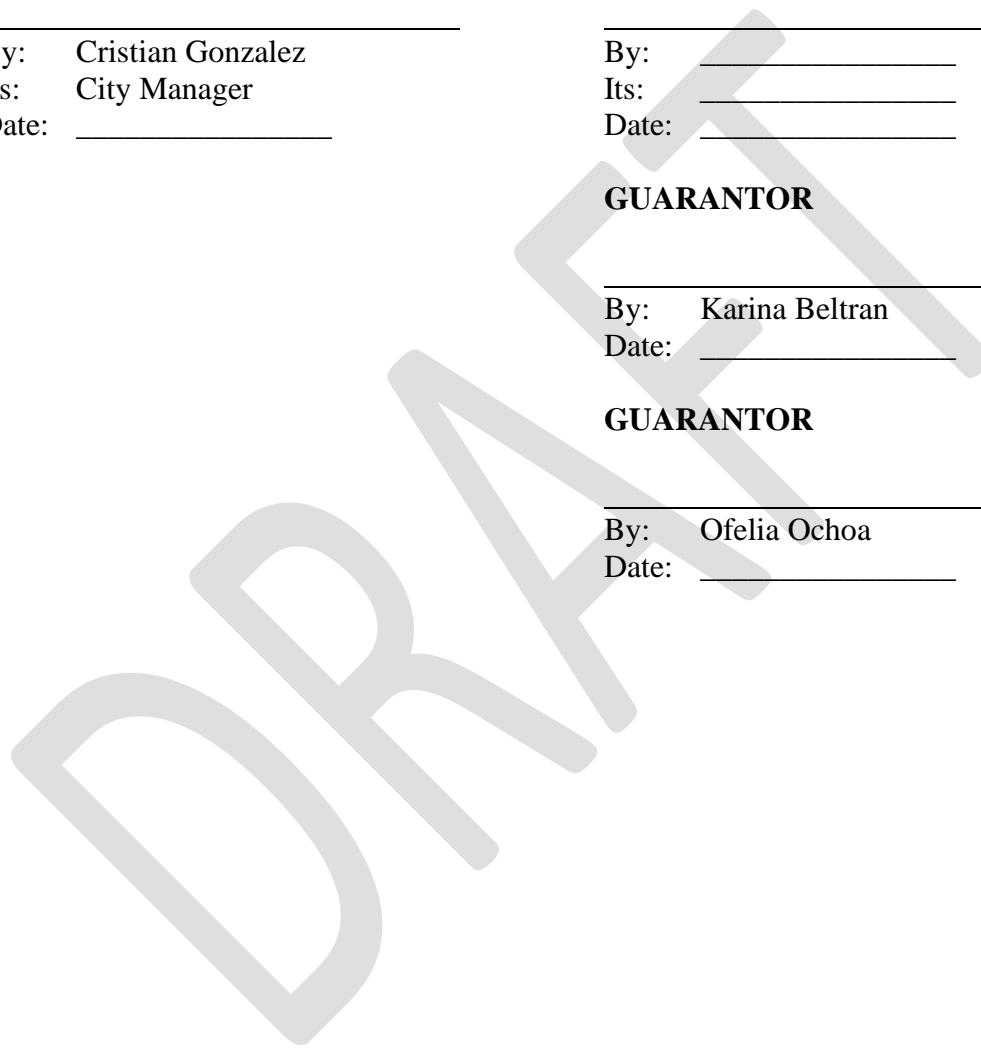 y: Cristian Gonzalez
s: City Manager
ate: ________________
By: ________________
Its: ________________
Date: ________________
GUARANTOR
By: Karina Beltran
Date: ________________
GUARANTOR
By: Ofelia Ochoa
Date: ________________
DRAFT